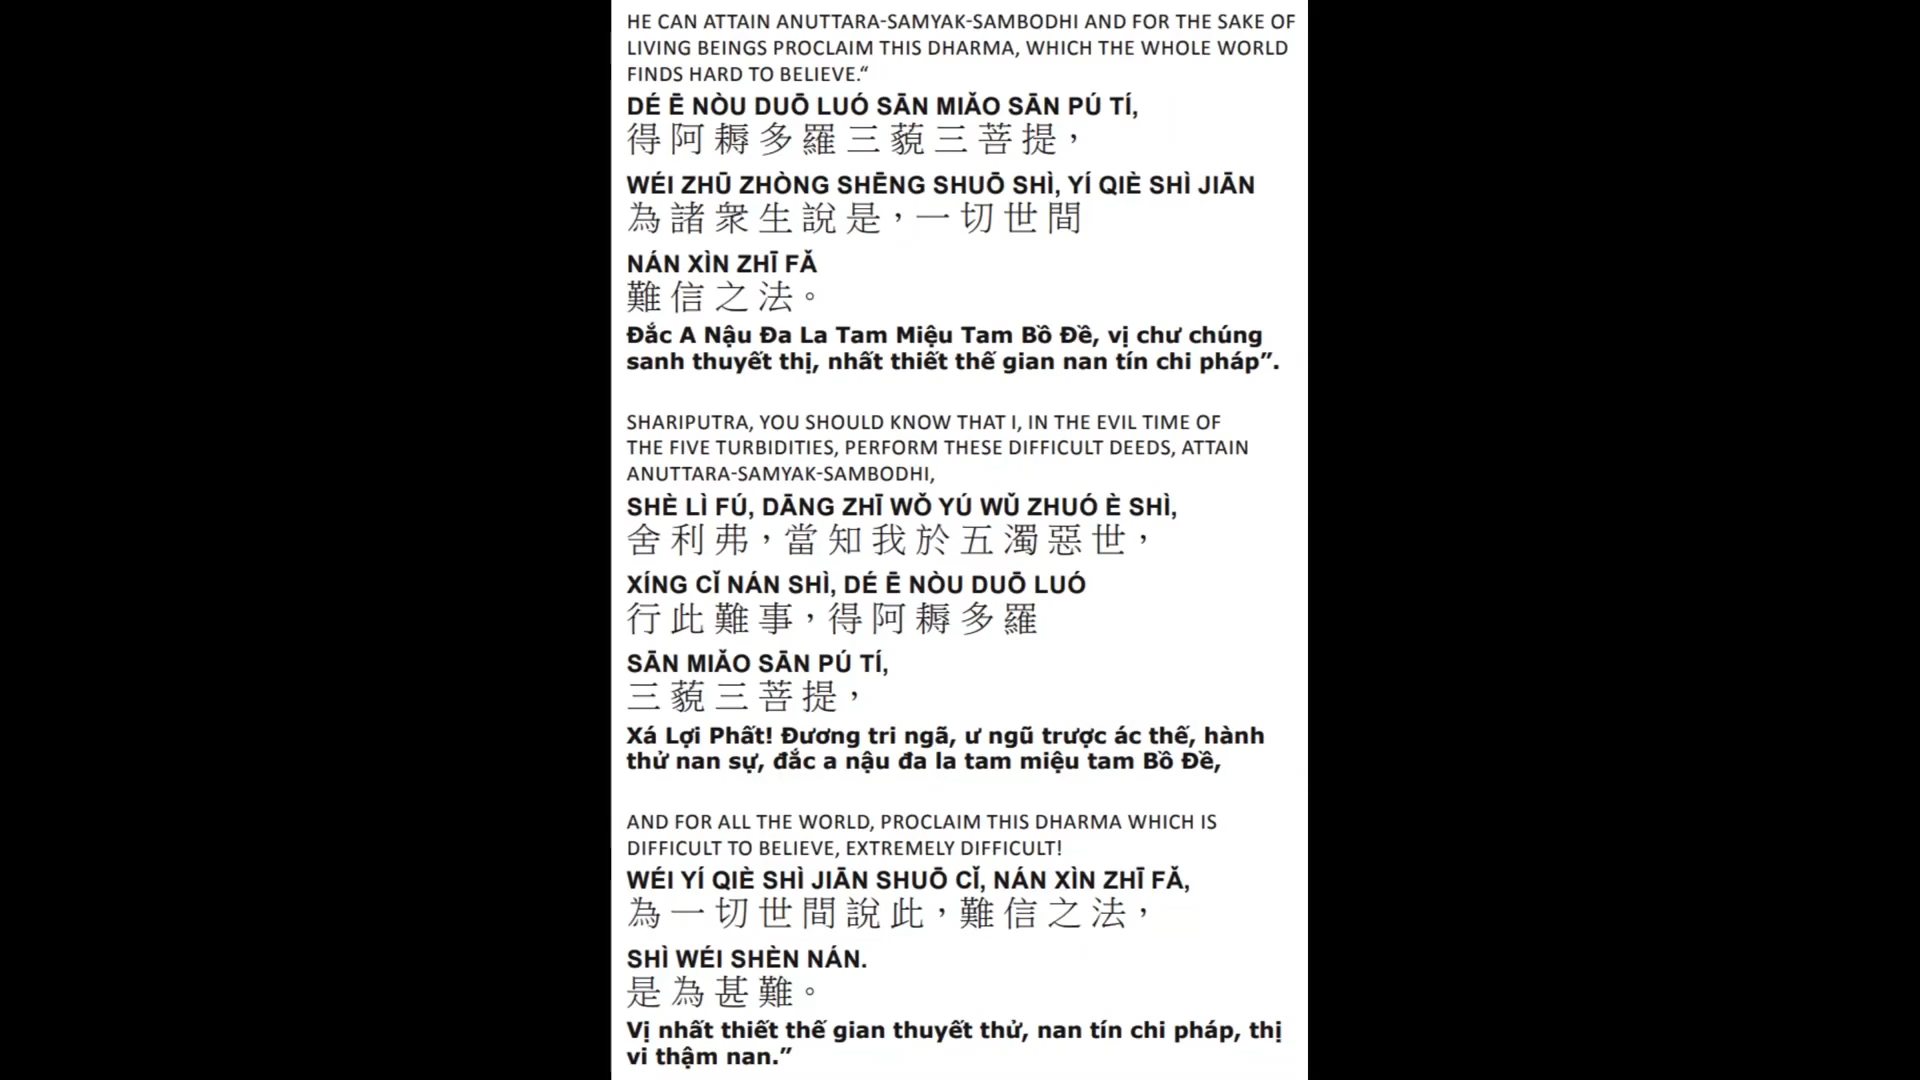 HE CAN ATTAIN ANUTTARA-SAMYAK-SAMBODHI AND FOR THE SAKE OF
LIVING BEINGS PROCLAIM THIS DHARMA, WHICH THE WHOLE WORLD
FINDS HARD TO BELIEVE.“
DÉ Ē NÒU DUŌ LUÓ SĀN MIǍO SĀN PÚ TÍ,
得阿耨多羅三藐三菩提，
WÉI ZHŪ ZHÒNG SHĒNG SHUŌ SHÌ, YÍ QIÈ SHÌ JIĀN
為諸衆生說是，一切世間
NÁN XÌN ZHĪ FǍ
難信之法。
Đắc A Nậu Đa La Tam Miệu Tam Bồ Đề, vị chư chúng
sanh thuyết thị, nhất thiết thế gian nan tín chi pháp”.
SHARIPUTRA, YOU SHOULD KNOW THAT I, IN THE EVIL TIME OF
THE FIVE TURBIDITIES, PERFORM THESE DIFFICULT DEEDS, ATTAIN
ANUTTARA-SAMYAK-SAMBODHI,
SHÈ LÌ FÚ, DĀNG ZHĪ WǑ YÚ WǓ ZHUÓ È SHÌ,
舍利弗，當知我於五濁惡世，
XÍNG CǏ NÁN SHÌ, DÉ Ē NÒU DUŌ LUÓ
行此難事，得阿耨多羅
SĀN MIǍO SĀN PÚ TÍ,
三藐三菩提，
Xá Lợi Phất! Đương tri ngã, ư ngũ trược ác thế, hành
thử nan sự, đắc a nậu đa la tam miệu tam Bồ Đề,
AND FOR ALL THE WORLD, PROCLAIM THIS DHARMA WHICH IS
DIFFICULT TO BELIEVE, EXTREMELY DIFFICULT!
WÉI YÍ QIÈ SHÌ JIĀN SHUŌ CǏ, NÁN XÌN ZHĪ FǍ,
為一切世間說此，難信之法，
SHÌ WÉI SHÈN NÁN.
是為甚難。
Vị nhất thiết thế gian thuyết thử, nan tín chi pháp, thị
vi thậm nan.”